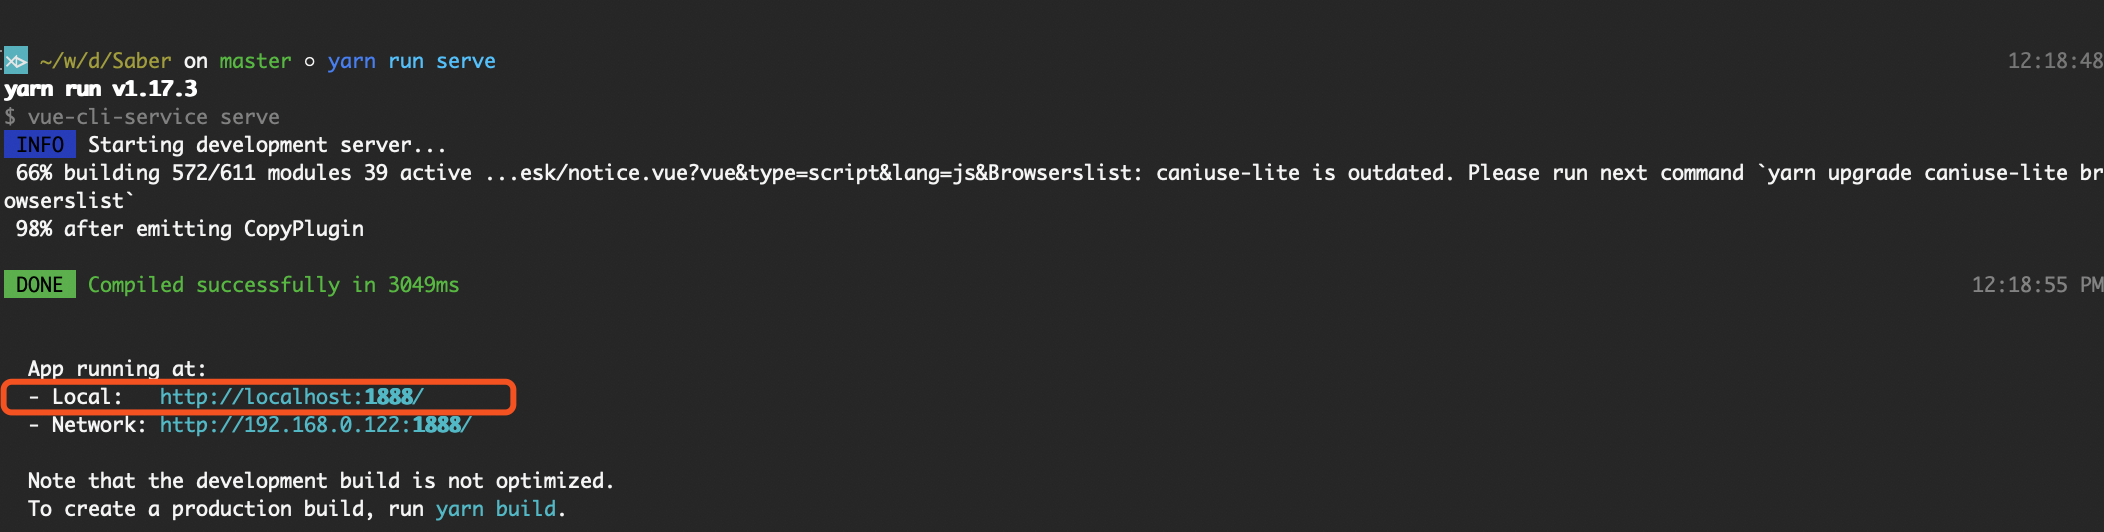 ~/w/d/Saber on master ○ yarn run serve 12:18:48
yarn run v1.17.3
$ vue-cli-service serve
INFO Starting development server...
66% building 572/611 modules 39 active ...esk/notice.vue?vue&type=script&lang=js&Browserslist: caniuse-lite is outdated. Please run next command `yarn upgrade caniuse-lite br
owserslist`
98% after emitting CopyPlugin
DONE Compiled successfully in 3049ms 12:18:55 PM
App running at:
- Local: http://localhost:1888/
- Network: http://192.168.0.122:1888/
Note that the development build is not optimized.
To create a production build, run yarn build.